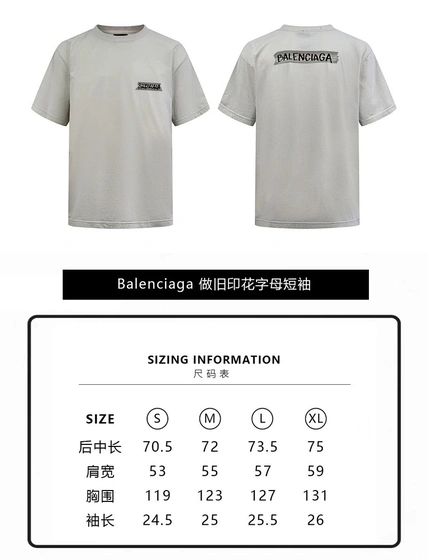 BALENCIAGA
Balenciaga 做旧印花字母短袖
SIZING INFORMATION
尺码表
SIZE S M L XL
后中长 70.5 72 73.5 75
肩宽 53 55 57 59
胸围 119 123 127 131
袖长 24.5 25 25.5 26